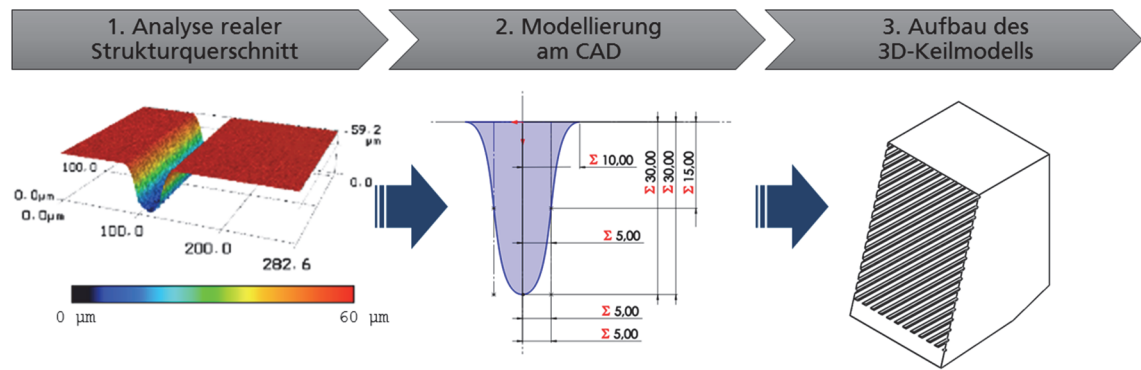 1. Analyse realer
Strukturquerschnitt
2. Modellierung
am CAD
3. Aufbau des
3D-Keilmodells
59.2
µm
0.0
100.0
0.0µm
0.0µm
100.0
200.0
282.6
0 µm
60 µm
Σ 10,00
Σ 30,00
Σ 30,00
Σ 15,00
Σ 5,00
Σ 5,00
Σ 5,00